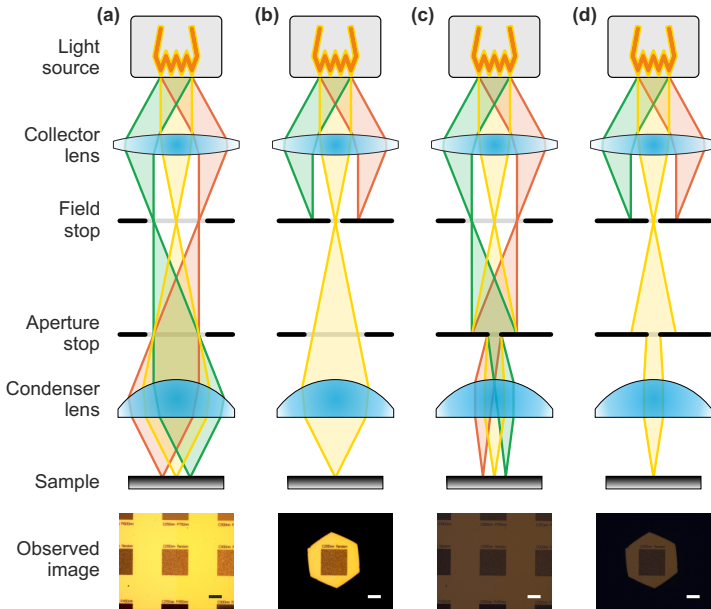 (a)
(b)
(c)
(d)
Light
source
Collector
lens
Field
stop
Aperture
stop
Condenser
lens
Sample
Observed
image